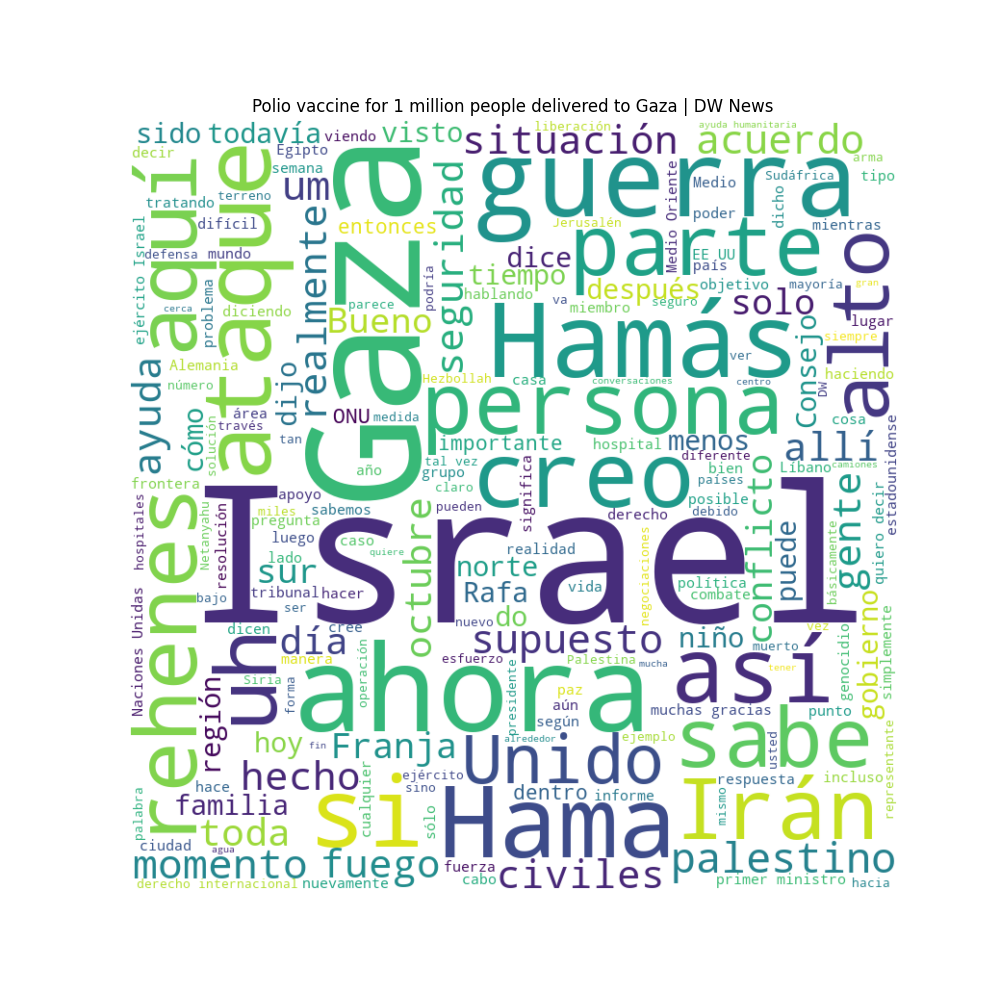 Polio vaccine for 1 million people delivered to Gaza | DW News
sido
todavía
viendo
visto
situación
liberación
acuerdo
ayuda humanitaria
decir
aquí
ataque
Egipto
semana
um
Gaza
seguridad
guerra
Medio Oriente
Medio
Sudáfrica
arma
tipo
tratando
terreno
difícil
realmente
entonces
dice
parte
Jerusalén
poder
dicho
mientras
alto
ejército Israel
defensa
mundo
tiempo
EE UU
país
cerca
problema
diciendo
parece
podría
hablando
después
va
miembro
seguro
objetivo
mayoría
gran
solo
lugar
Bueno
Hamás
ver
Consejo
siempre
ayuda
Alemania
número
dijo
Hezbollah
casa
conversaciones
centro
DW
haciendo
cómo
solución
área
través
ONU
medida
persona
cosa
tan
importante
hospital
menos
diferente
allí
estadounidense
año
tal vez
grupo
claro
creo
bien
países
Líbano
camiones
frontera
rehenes
Israel
apoyo
sabemos
pueden
significa
derecho
posible
debido
conflicto
gente
quiero decir
hospitales
Netanyahu
resolución
miles
pregunta
luego
caso
quiere
octubre
realidad
negociaciones
puede
básicamente
lado
sur
norte
vida
política
combate
bajo
tribunal
hacer
ser
Rafa
nuevo
do
gobierno
Naciones Unidas
dicen
cree
día
supuesto
niño
muerto
vez
genocidio
simplemente
uh
manera
operación
esfuerzo
Palestina
mucha
así
tener
región
Siria
forma
ahora
presidente
paz
aún
según
muchas gracias
punto
representante
hoy
fin
Franja
alrededor
ejemplo
sabe
usted
hecho
Unido
hace
cualquier
ejército
sino
dentro
informe
respuesta
incluso
palabra
familia
si
sólo
Hama
mismo
Irán
toda
ciudad
agua
momento
fuego
fuerza
palestino
derecho internacional
nuevamente
cabo
civiles
primer ministro
hacia